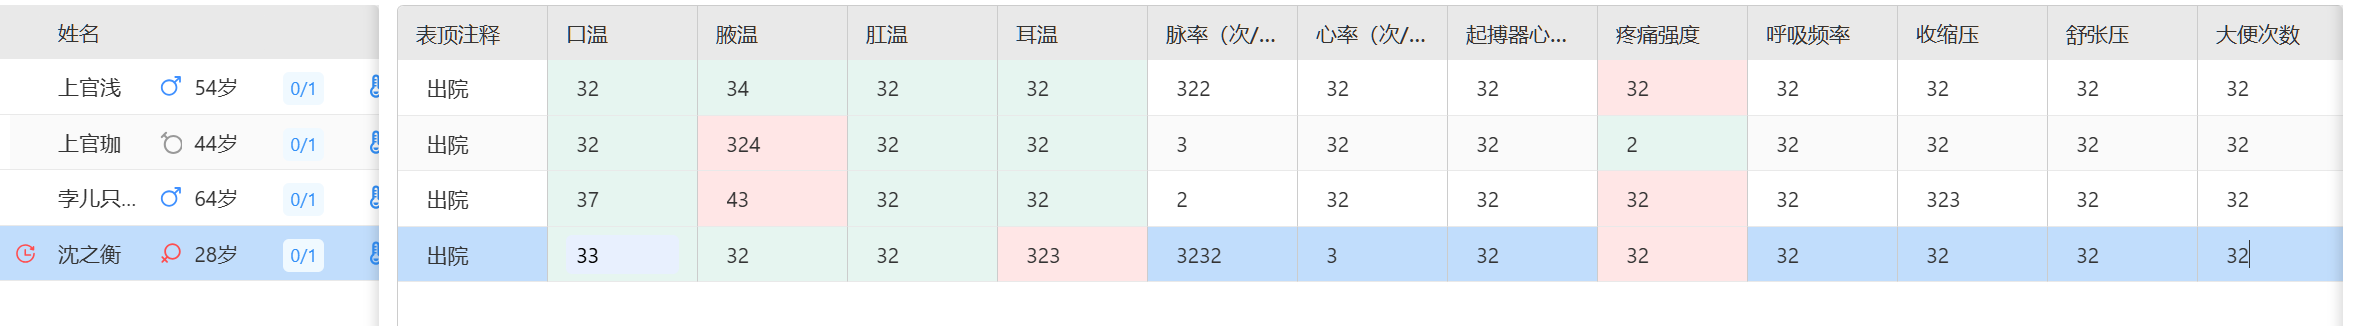 姓名 表顶注释 口温 腋温 肛温 耳温 脉率（次/... 心率（次/... 起搏器心... 疼痛强度 呼吸频率 收缩压 舒张压 大便次数
上官浅 54岁 0/1 出院 32 34 32 32 322 32 32 32 32 32 32 32
上官珈 44岁 0/1 出院 32 324 32 32 3 32 32 2 32 32 32 32
孛儿只... 64岁 0/1 出院 37 43 32 32 2 32 32 32 32 323 32 32
沈之衡 28岁 0/1 出院 33 32 32 323 3232 3 32 32 32 32 32 32